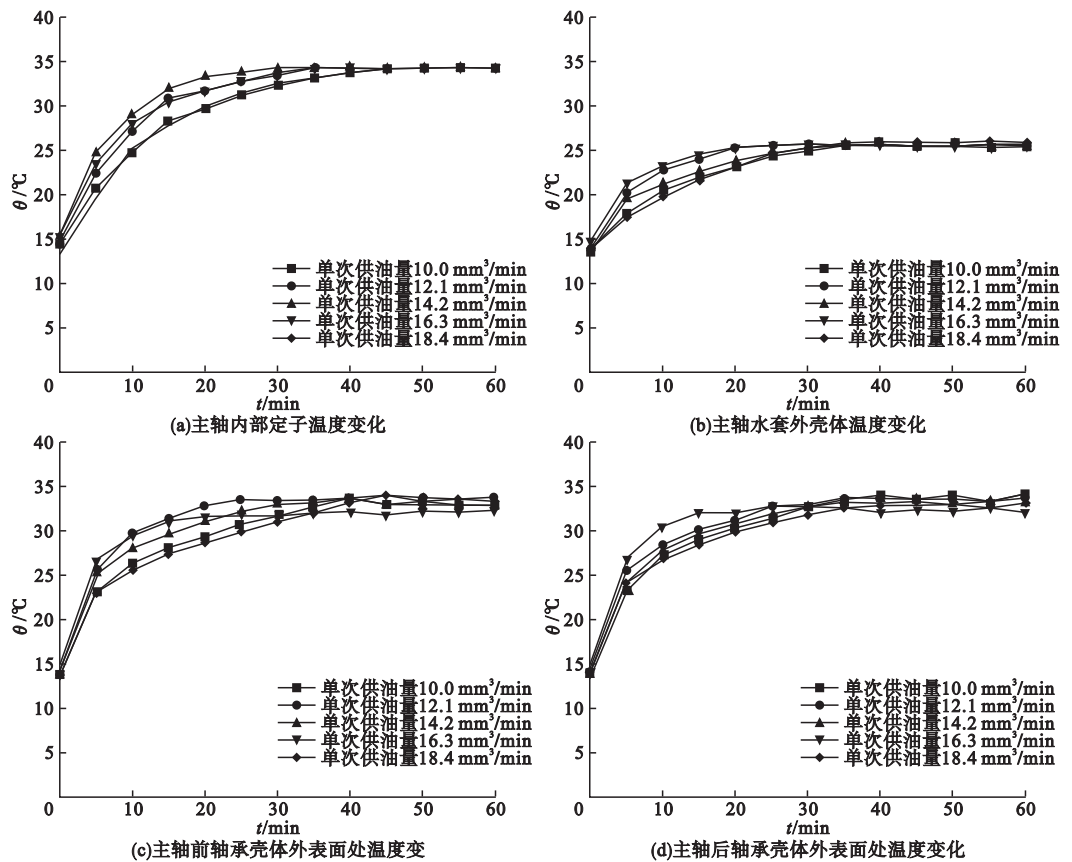 40
35
30
25
20
15
10
5
0
θ/℃
10
20
30
40
50
60
t/min
单次供油量10.0 mm³/min
单次供油量12.1 mm³/min
单次供油量14.2 mm³/min
单次供油量16.3 mm³/min
单次供油量18.4 mm³/min
(a)主轴内部定子温度变化
40
35
30
25
20
15
10
5
0
θ/℃
10
20
30
40
50
60
t/min
单次供油量10.0 mm³/min
单次供油量12.1 mm³/min
单次供油量14.2 mm³/min
单次供油量16.3 mm³/min
单次供油量18.4 mm³/min
(b)主轴水套外壳体温度变化
40
35
30
25
20
15
10
5
0
θ/℃
10
20
30
40
50
60
t/min
单次供油量10.0 mm³/min
单次供油量12.1 mm³/min
单次供油量14.2 mm³/min
单次供油量16.3 mm³/min
单次供油量18.4 mm³/min
(c)主轴前轴承壳体外表面处温度变
40
35
30
25
20
15
10
5
0
θ/℃
10
20
30
40
50
60
t/min
单次供油量10.0 mm³/min
单次供油量12.1 mm³/min
单次供油量14.2 mm³/min
单次供油量16.3 mm³/min
单次供油量18.4 mm³/min
(d)主轴后轴承壳体外表面处温度变化